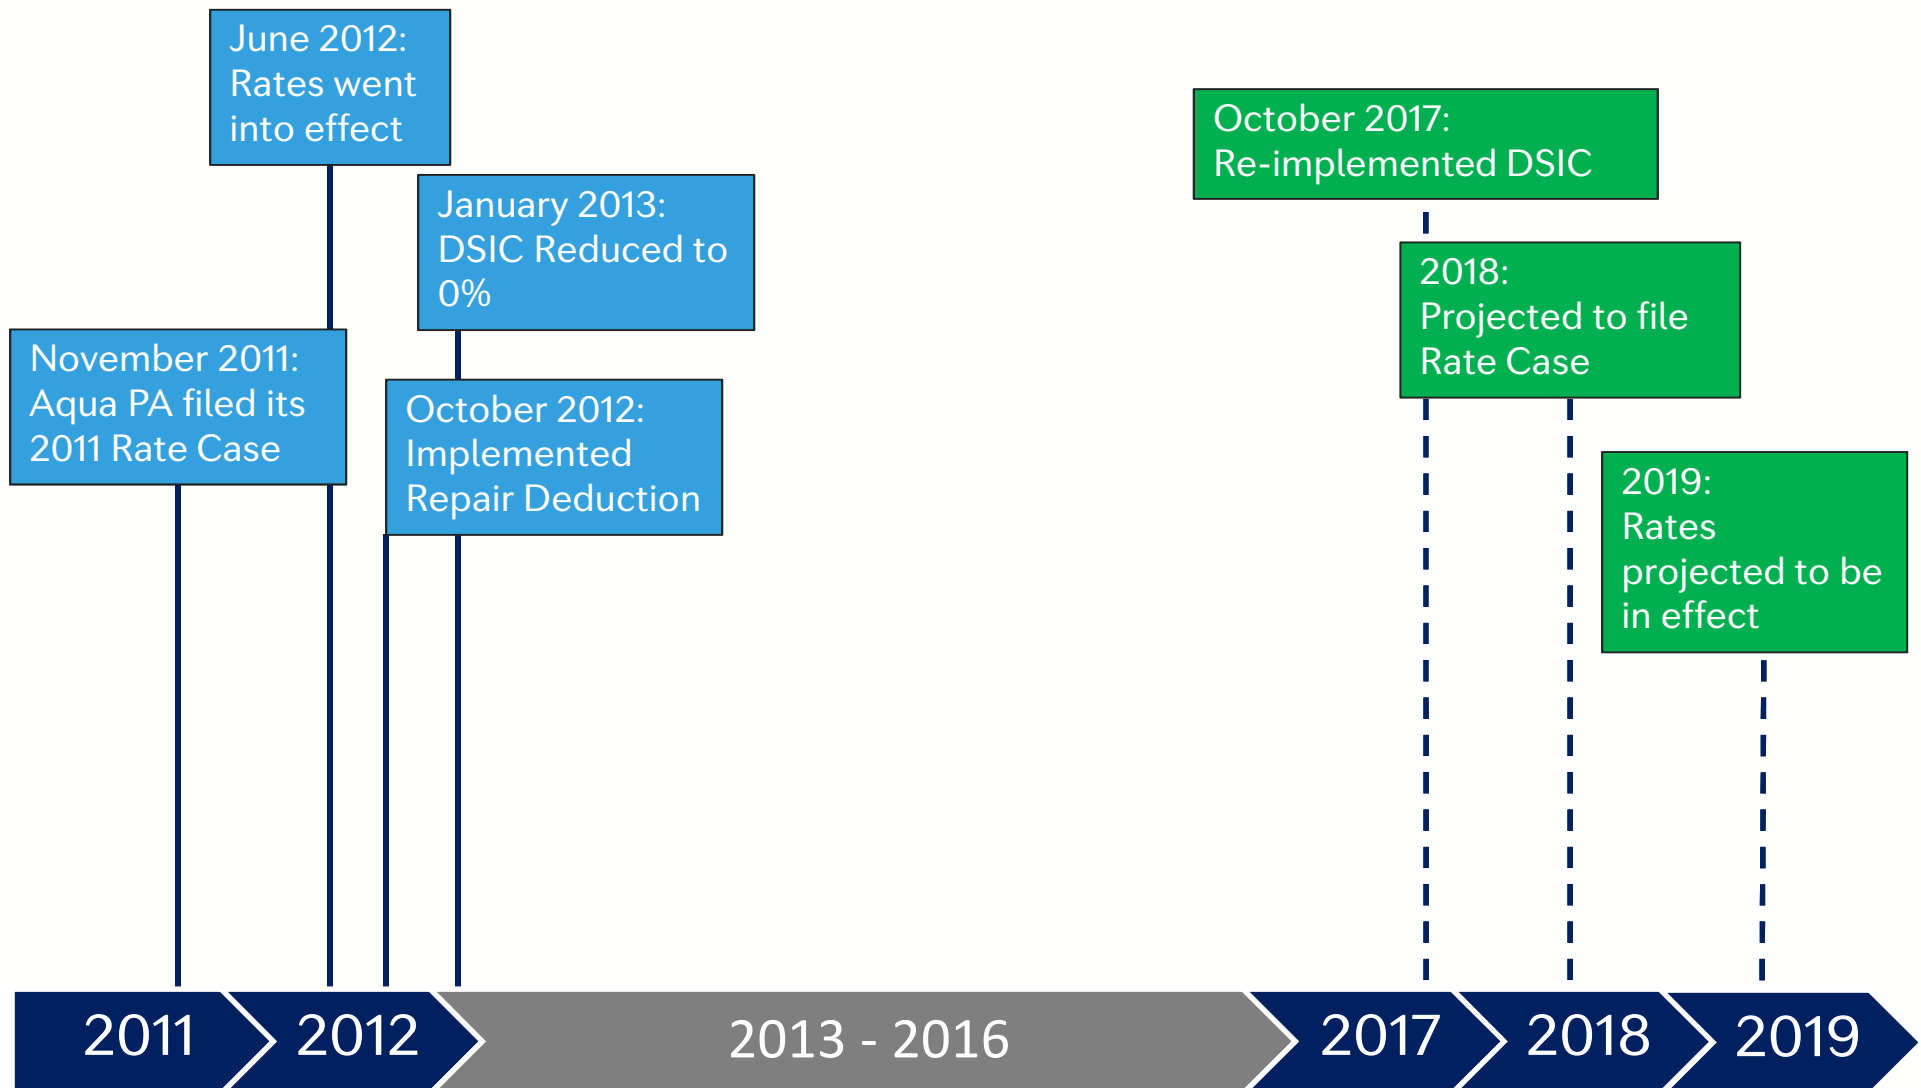 June 2012:
Rates went
into effect
January 2013:
DSIC Reduced to
0%
November 2011:
Aqua PA filed its
2011 Rate Case
October 2012:
Implemented
Repair Deduction
October 2017:
Re-implemented DSIC
2018:
Projected to file
Rate Case
2019:
Rates
projected to be
in effect
2011
2012
2013 - 2016
2017
2018
2019